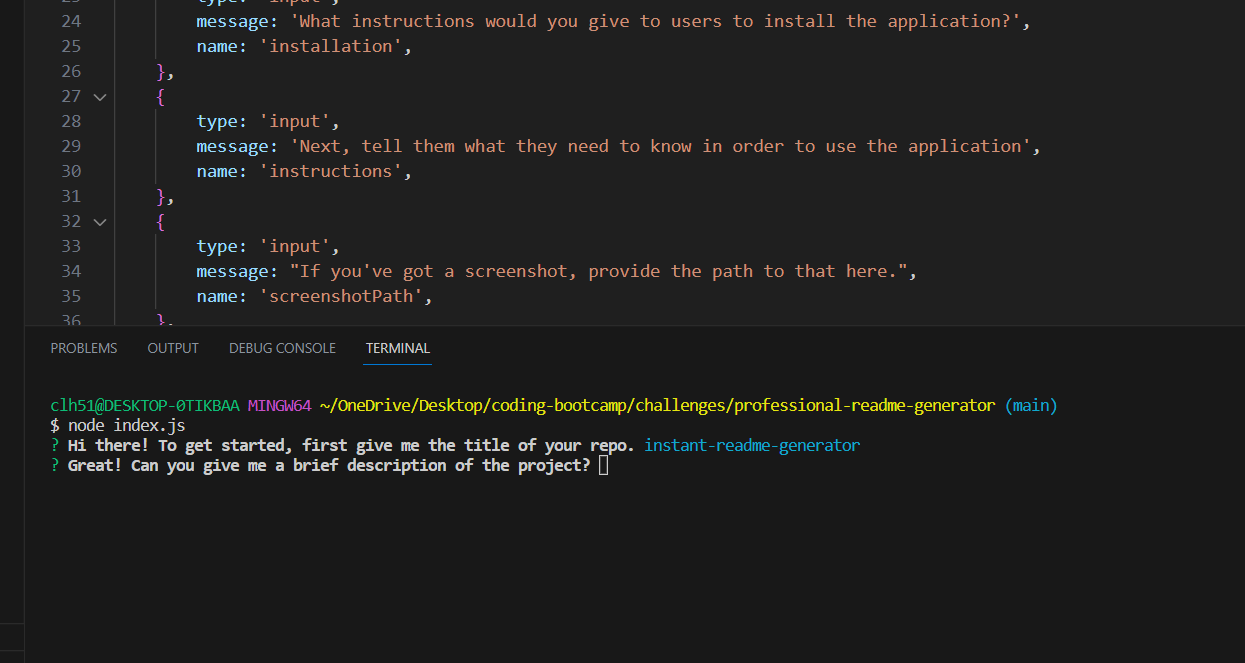 24 message: 'What instructions would you give to users to install the application?',
25 name: 'installation',
26 },
27 {
28 type: 'input',
29 message: 'Next, tell them what they need to know in order to use the application',
30 name: 'instructions',
31 },
32 {
33 type: 'input',
34 message: "If you've got a screenshot, provide the path to that here.",
35 name: 'screenshotPath',
36 },
PROBLEMS OUTPUT DEBUG CONSOLE TERMINAL
clh51@DESKTOP-0TIKBAA MINGW64 ~/OneDrive/Desktop/coding-bootcamp/challenges/professional-readme-generator (main)
$ node index.js
? Hi there! To get started, first give me the title of your repo. instant-readme-generator
? Great! Can you give me a brief description of the project?